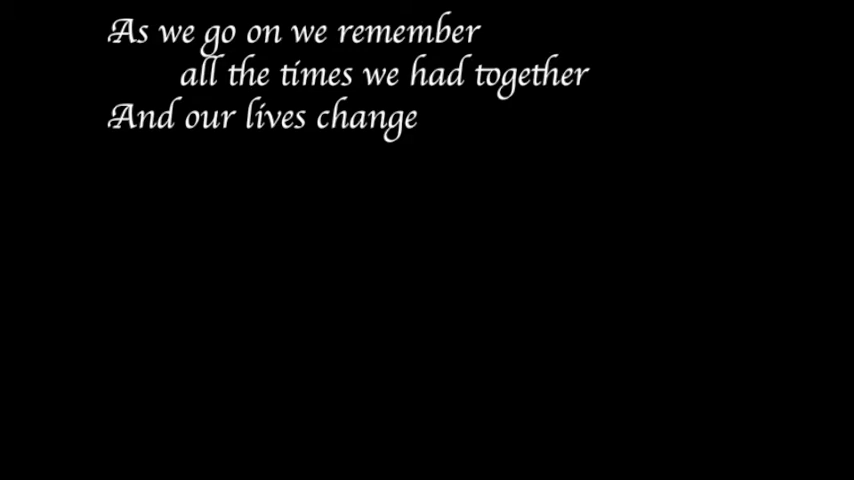 As we go on we remember
all the times we had together
And our lives change